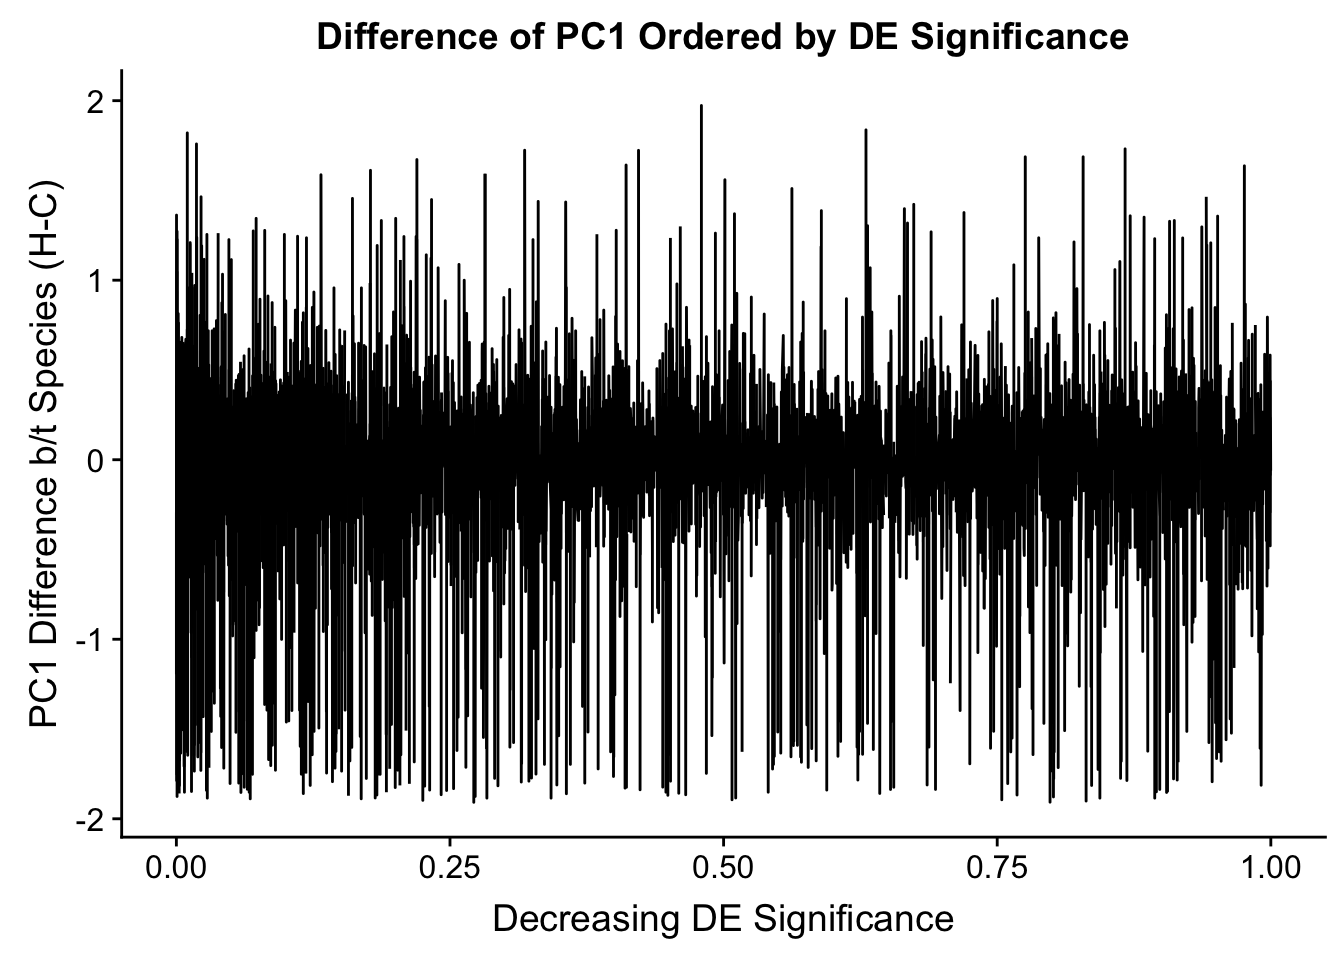 Difference of PC1 Ordered by DE Significance
PC1 Difference b/t Species (H-C)
2
1
0
-1
-2
0.00 0.25 0.50 0.75 1.00
Decreasing DE Significance